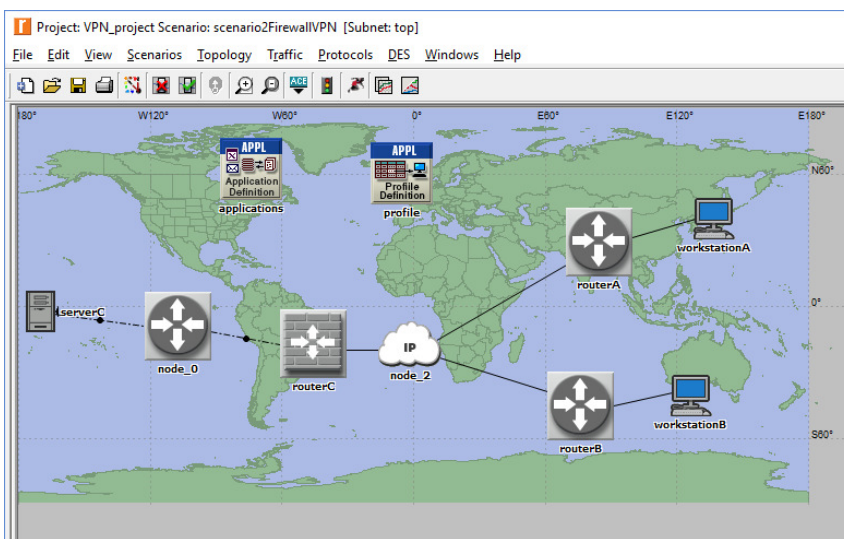 Project: VPN_project Scenario: scenario2FirewallVPN [Subnet: top]
File Edit View Scenarios Topology Traffic Protocols DES Windows Help
ACE
180° W120° W60° 0° E60° E120° E180°
N60°
APPL
Application
Definition
applications
APPL
Profiile
Definition
profile
workstationA
routerA
0°
serverC
node_0
routerC
IP
node_2
workstationB
routerB
S60°